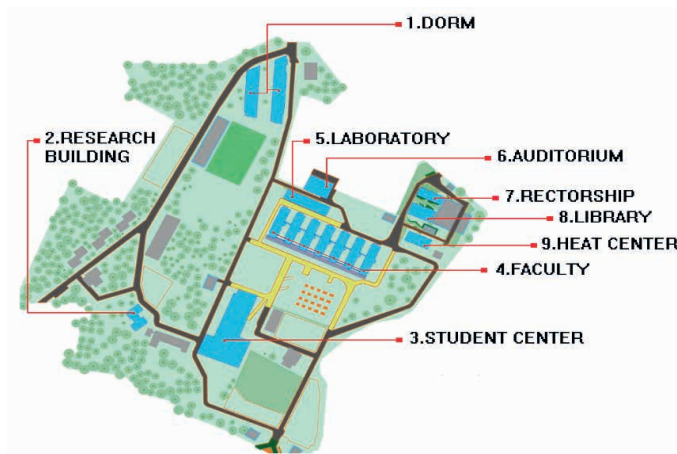 1.DORM
2.RESEARCH
BUILDING
5.LABORATORY
6.AUDITORIUM
7.RECTORSHIP
8.LIBRARY
9.HEAT CENTER
4.FACULTY
3.STUDENT CENTER